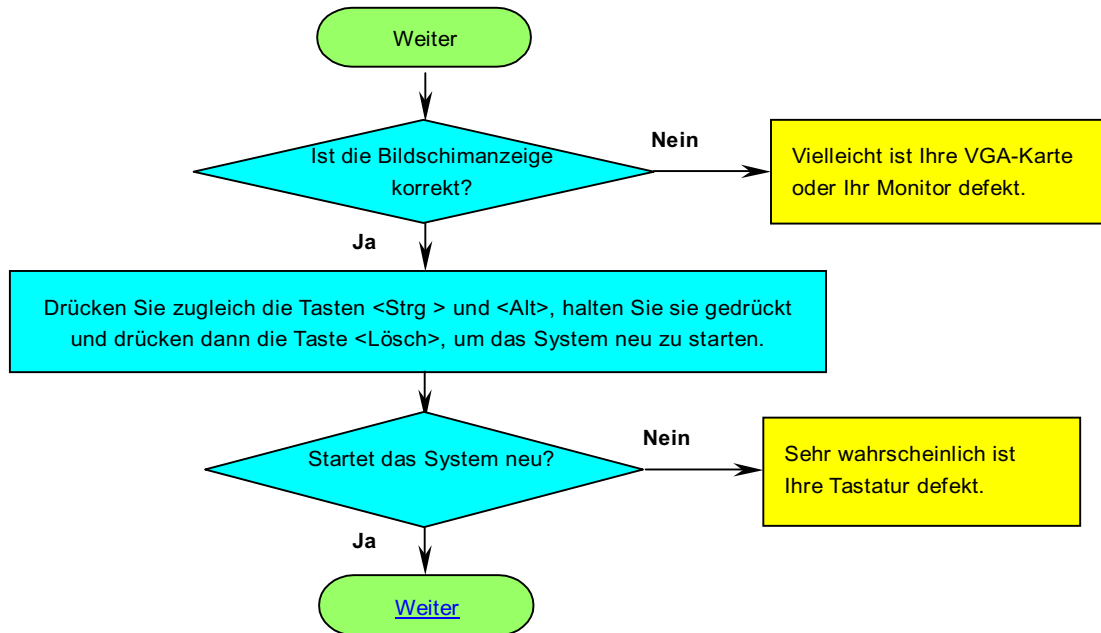 Weiter
Ist die Bildschimanzeige
korrekt?
Nein
Vielleicht ist Ihre VGA-Karte
oder Ihr Monitor defekt.
Ja
Drücken Sie zugleich die Tasten <Strg > und <Alt>, halten Sie sie gedrückt
und drücken dann die Taste <Lösch>, um das System neu zu starten.
Startet das System neu?
Nein
Sehr wahrscheinlich ist
Ihre Tastatur defekt.
Ja
Weiter